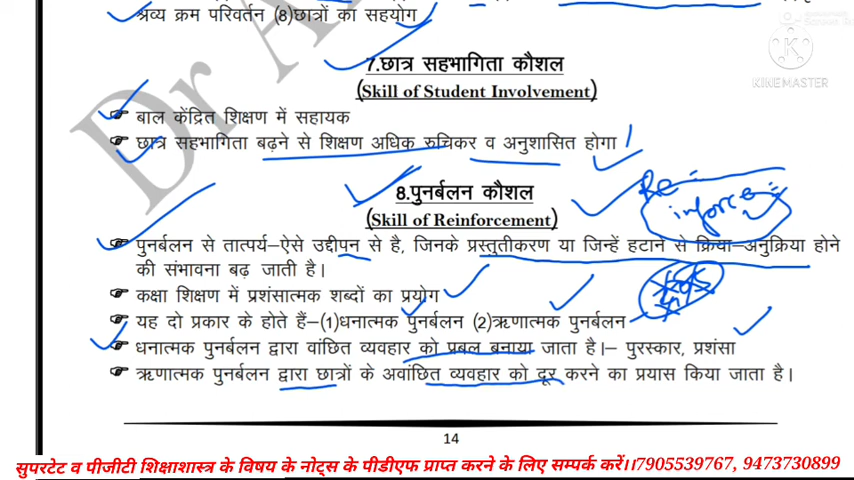 श्रव्य क्रम परिवर्तन (8)छात्रों का सहयोग
7.छात्र सहभागिता कौशल
(Skill of Student Involvement)
☞ बाल केंद्रित शिक्षण में सहायक
☞ छात्र सहभागिता बढ़ने से शिक्षण अधिक रुचिकर व अनुशासित होगा
8.पुनर्बलन कौशल
(Skill of Reinforcement)
Re-
inforce
☞ पुनर्बलन से तात्पर्य–ऐसे उद्दीपन से है, जिनके प्रस्तुतीकरण या जिन्हें हटाने से क्रिया–अनुक्रिया होने
की संभावना बढ़ जाती है।
☞ कक्षा शिक्षण में प्रशंसात्मक शब्दों का प्रयोग
☞ यह दो प्रकार के होते हैं–(1)धनात्मक पुनर्बलन (2)ऋणात्मक पुनर्बलन
☞ धनात्मक पुनर्बलन द्वारा वांछित व्यवहार को प्रबल बनाया जाता है।– पुरस्कार, प्रशंसा
☞ ऋणात्मक पुनर्बलन द्वारा छात्रों के अवांछित व्यवहार को दूर करने का प्रयास किया जाता है।
14
सुपरटेट व पीजीटी शिक्षाशास्त्र के विषय के नोट्स के पीडीएफ प्राप्त करने के लिए सम्पर्क करें।।7905539767, 9473730899
Dr A
KINEMASTER